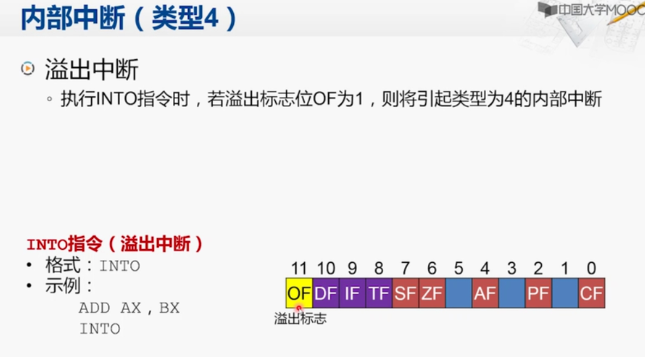 内部中断（类型4）
中国大学MOOC
溢出中断
执行INTO指令时，若溢出标志位OF为1，则将引起类型为4的内部中断
INTO指令（溢出中断）
• 格式：INTO
• 示例：
ADD AX，BX
INTO
11 10 9 8 7 6 5 4 3 2 1 0
OF DF IF TF SF ZF AF PF CF
溢出标志